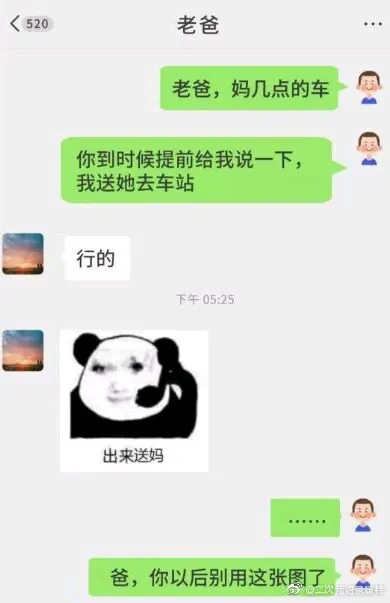 520
老爸
老爸，妈几点的车
你到时候提前给我说一下，
我送她去车站
行的
下午 05:25
出来送妈
……
爸，你以后别用这张图了